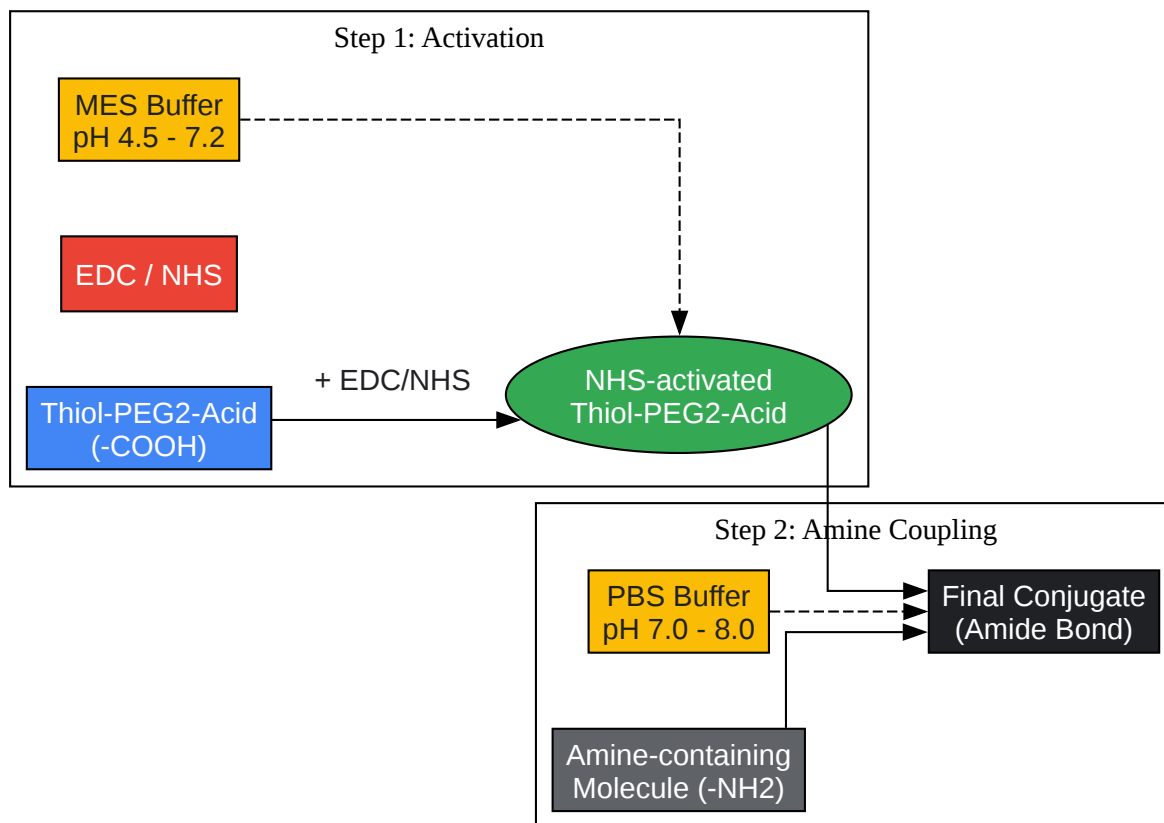 Step 1: Activation
MES Buffer
pH 4.5 - 7.2
EDC / NHS
+ EDC/NHS
Thiol-PEG2-Acid
(-COOH)
NHS-activated
Thiol-PEG2-Acid
Step 2: Amine Coupling
PBS Buffer
pH 7.0 - 8.0
Final Conjugate
(Amide Bond)
Amine-containing
Molecule (-NH2)